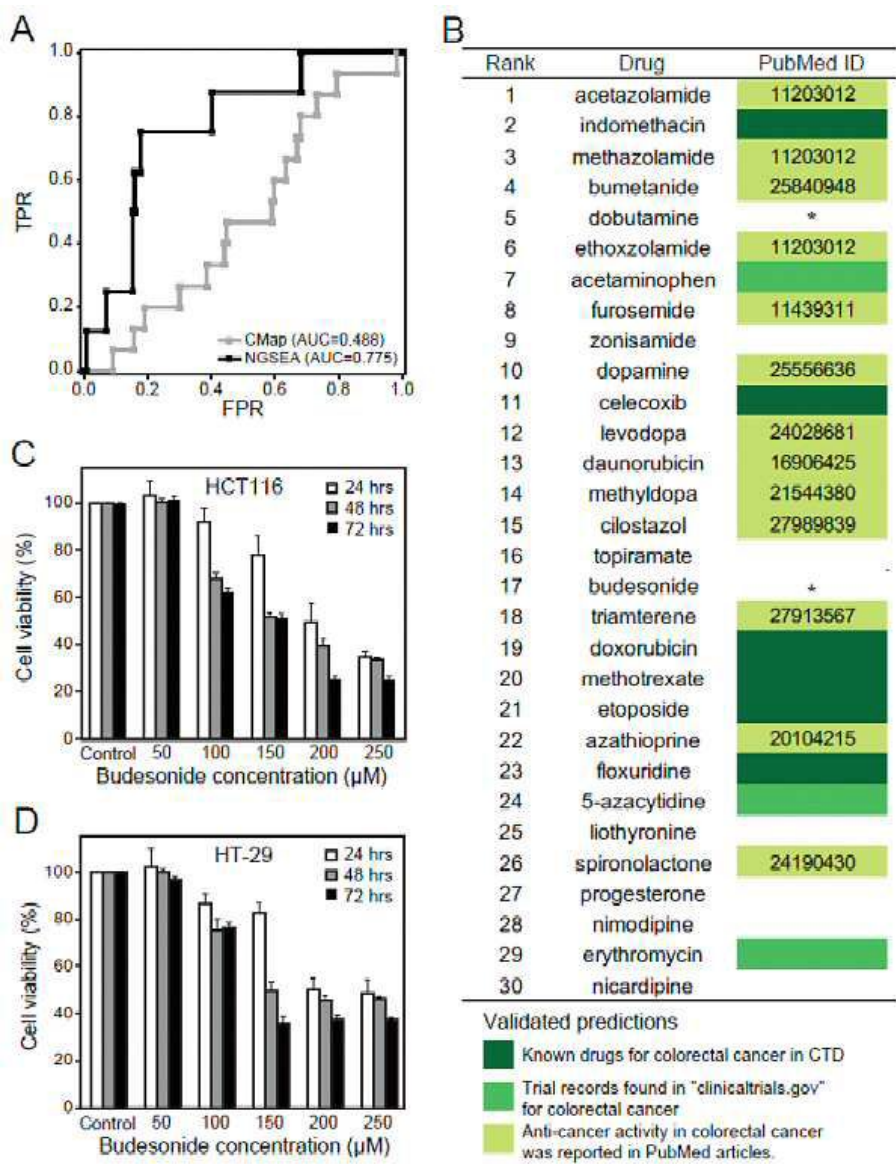 A
TPR
1.0
0.8
0.6
0.4
0.2
0.0
CMap (AUC=0.488)
NGSEA (AUC=0.775)
0.0 0.2 0.4 0.6 0.8 1.0
FPR
B
Rank Drug PubMed ID
1 acetazolamide 11203012
2 indomethacin
3 methazolamide 11203012
4 bumetanide 25840948
5 dobutamine *
6 ethoxzolamide 11203012
7 acetaminophen
8 furosemide 11439311
9 zonisamide
10 dopamine 25556636
11 celecoxib
12 levodopa 24028681
13 daunorubicin 16906425
14 methyldopa 21544380
15 cilostazol 27989839
16 topiramate
17 budesonide *
18 triamterene 27913567
19 doxorubicin
20 methotrexate
21 etoposide
22 azathioprine 20104215
23 floxuridine
24 5-azacytidine
25 liothyronine
26 spironolactone 24190430
27 progesterone
28 nimodipine
29 erythromycin
30 nicardipine
Validated predictions
Known drugs for colorectal cancer in CTD
Trial records found in "clinicaltrials.gov"
for colorectal cancer
Anti-cancer activity in colorectal cancer
was reported in PubMed articles.
C
HCT116
24 hrs
48 hrs
72 hrs
Cell viability (%)
100
80
60
40
20
0
Control 50 100 150 200 250
Budesonide concentration (µM)
D
HT-29
24 hrs
48 hrs
72 hrs
Cell viability (%)
100
80
60
40
20
0
Control 50 100 150 200 250
Budesonide concentration (µM)